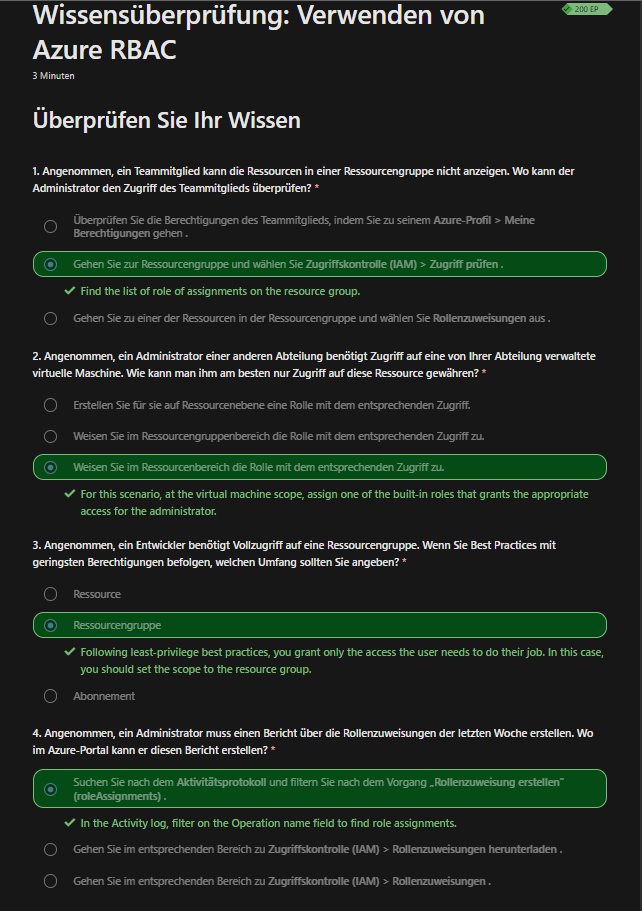 Wissensüberprüfung: Verwenden von
200 EP
Azure RBAC
3 Minuten
Überprüfen Sie Ihr Wissen
1. Angenommen, ein Teammitglied kann die Ressourcen in einer Ressourcengruppe nicht anzeigen. Wo kann der
Administrator den Zugriff des Teammitglieds überprüfen? *
Überprüfen Sie die Berechtigungen des Teammitglieds, indem Sie zu seinem Azure-Profil > Meine
Berechtigungen gehen .
Gehen Sie zur Ressourcengruppe und wählen Sie Zugriffskontrolle (IAM) > Zugriff prüfen .
Find the list of role of assignments on the resource group.
Gehen Sie zu einer der Ressourcen in der Ressourcengruppe und wählen Sie Rollenzuweisungen aus .
2. Angenommen, ein Administrator einer anderen Abteilung benötigt Zugriff auf eine von Ihrer Abteilung verwaltete
virtuelle Maschine. Wie kann man ihm am besten nur Zugriff auf diese Ressource gewähren? *
Erstellen Sie für sie auf Ressourcenebene eine Rolle mit dem entsprechenden Zugriff.
Weisen Sie im Ressourcengruppenbereich die Rolle mit dem entsprechenden Zugriff zu.
Weisen Sie im Ressourcenbereich die Rolle mit dem entsprechenden Zugriff zu.
For this scenario, at the virtual machine scope, assign one of the built-in roles that grants the appropriate
access for the administrator.
3. Angenommen, ein Entwickler benötigt Vollzugriff auf eine Ressourcengruppe. Wenn Sie Best Practices mit
geringsten Berechtigungen befolgen, welchen Umfang sollten Sie angeben? *
Ressource
Ressourcengruppe
Following least-privilege best practices, you grant only the access the user needs to do their job. In this case,
you should set the scope to the resource group.
Abonnement
4. Angenommen, ein Administrator muss einen Bericht über die Rollenzuweisungen der letzten Woche erstellen. Wo
im Azure-Portal kann er diesen Bericht erstellen? *
Suchen Sie nach dem Aktivitätsprotokoll und filtern Sie nach dem Vorgang „Rollenzuweisung erstellen“
(roleAssignments) .
In the Activity log, filter on the Operation name field to find role assignments.
Gehen Sie im entsprechenden Bereich zu Zugriffskontrolle (IAM) > Rollenzuweisungen herunterladen .
Gehen Sie im entsprechenden Bereich zu Zugriffskontrolle (IAM) > Rollenzuweisungen .